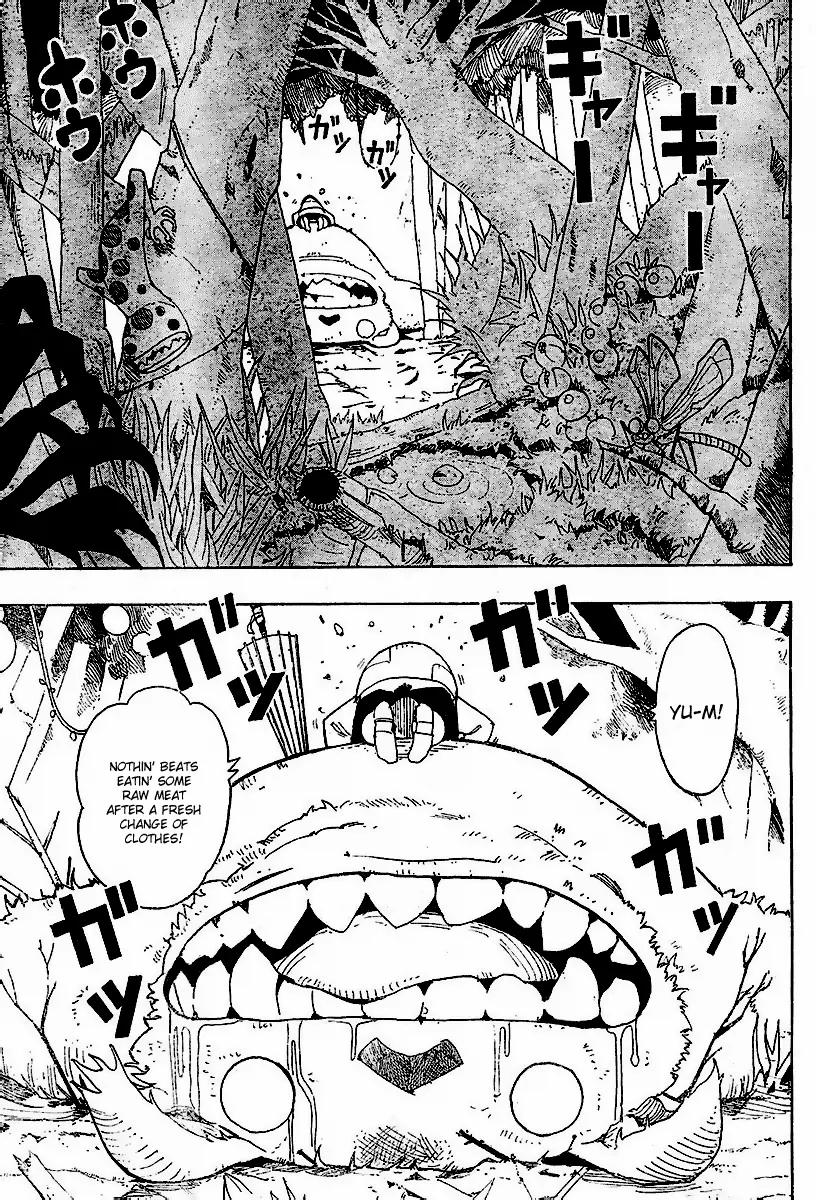 ギャー
ギャー
ガッ
ガッ
ホウ
ホウ
YU-M!
ガッ
ガッ
ガッ
ガッ
NOTHIN' BEATS
EATIN' SOME
RAW MEAT
AFTER A FRESH
CHANGE OF
CLOTHES!